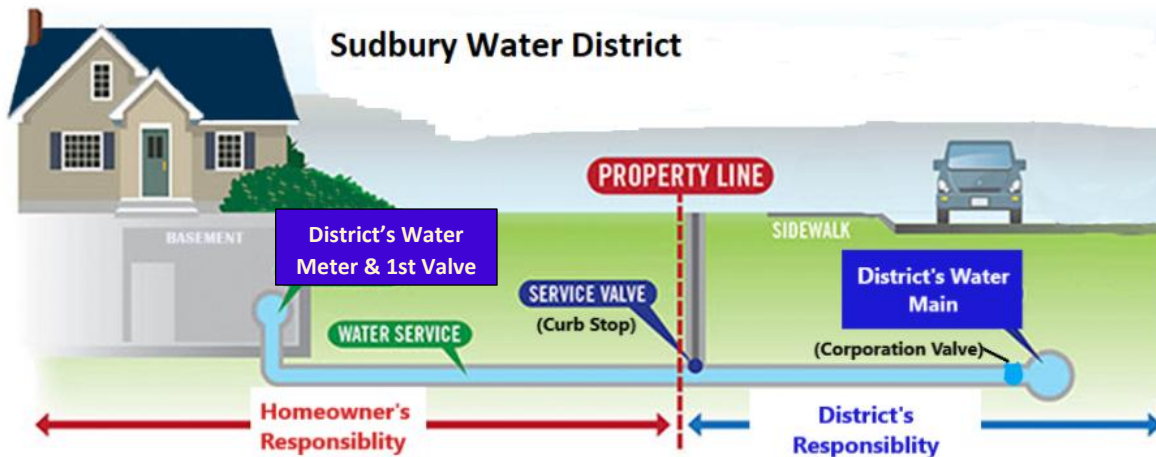 Sudbury Water District
PROPERTY LINE
BASEMENT
District's Water
Meter & 1st Valve
SIDEWALK
District's Water
Main
SERVICE VALVE
(Curb Stop)
WATER SERVICE
(Corporation Valve)
Homeowner's
Responsiblity
District's
Responsiblity